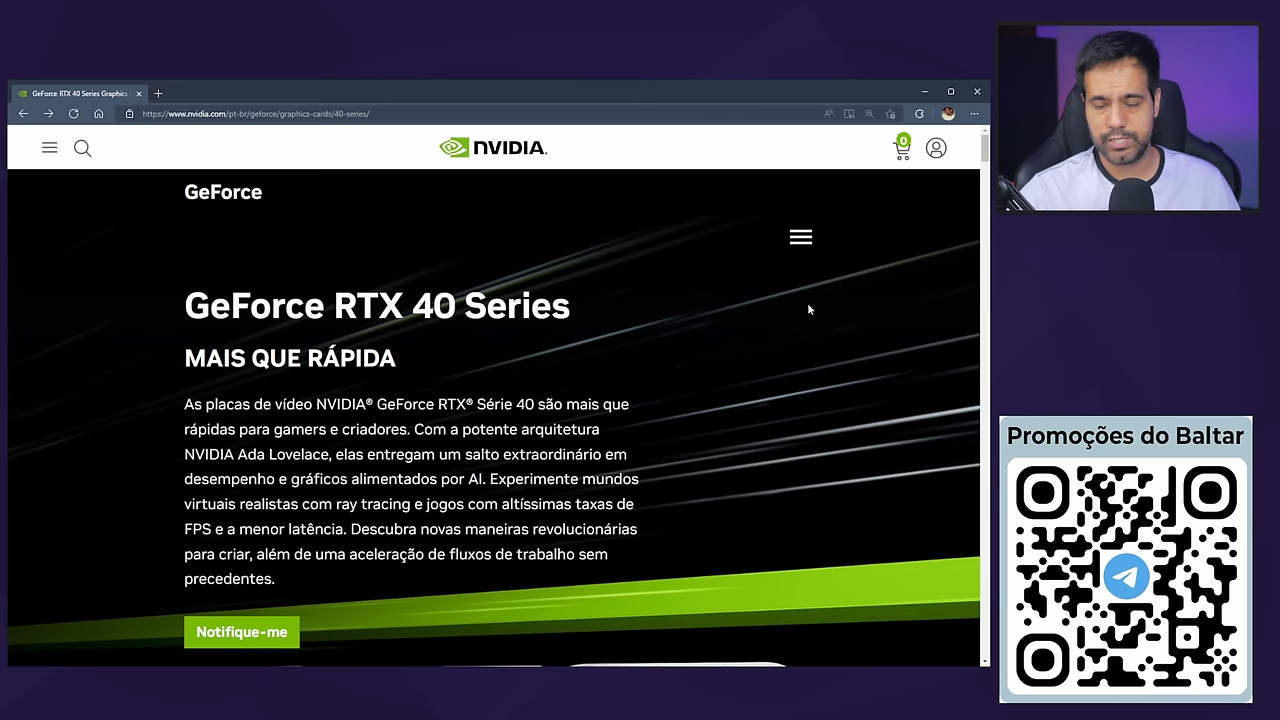 GeForce RTX 40 Series Graphics
https://www.nvidia.com/pt-br/geforce/graphics-cards/40-series/
NVIDIA.
0
GeForce
GeForce RTX 40 Series
MAIS QUE RÁPIDA
As placas de vídeo NVIDIA® GeForce RTX® Série 40 são mais que
rápidas para gamers e criadores. Com a potente arquitetura
NVIDIA Ada Lovelace, elas entregam um salto extraordinário em
desempenho e gráficos alimentados por AI. Experimente mundos
virtuais realistas com ray tracing e jogos com altíssimas taxas de
FPS e a menor latência. Descubra novas maneiras revolucionárias
para criar, além de uma aceleração de fluxos de trabalho sem
precedentes.
Notifique-me
Promoções do Baltar